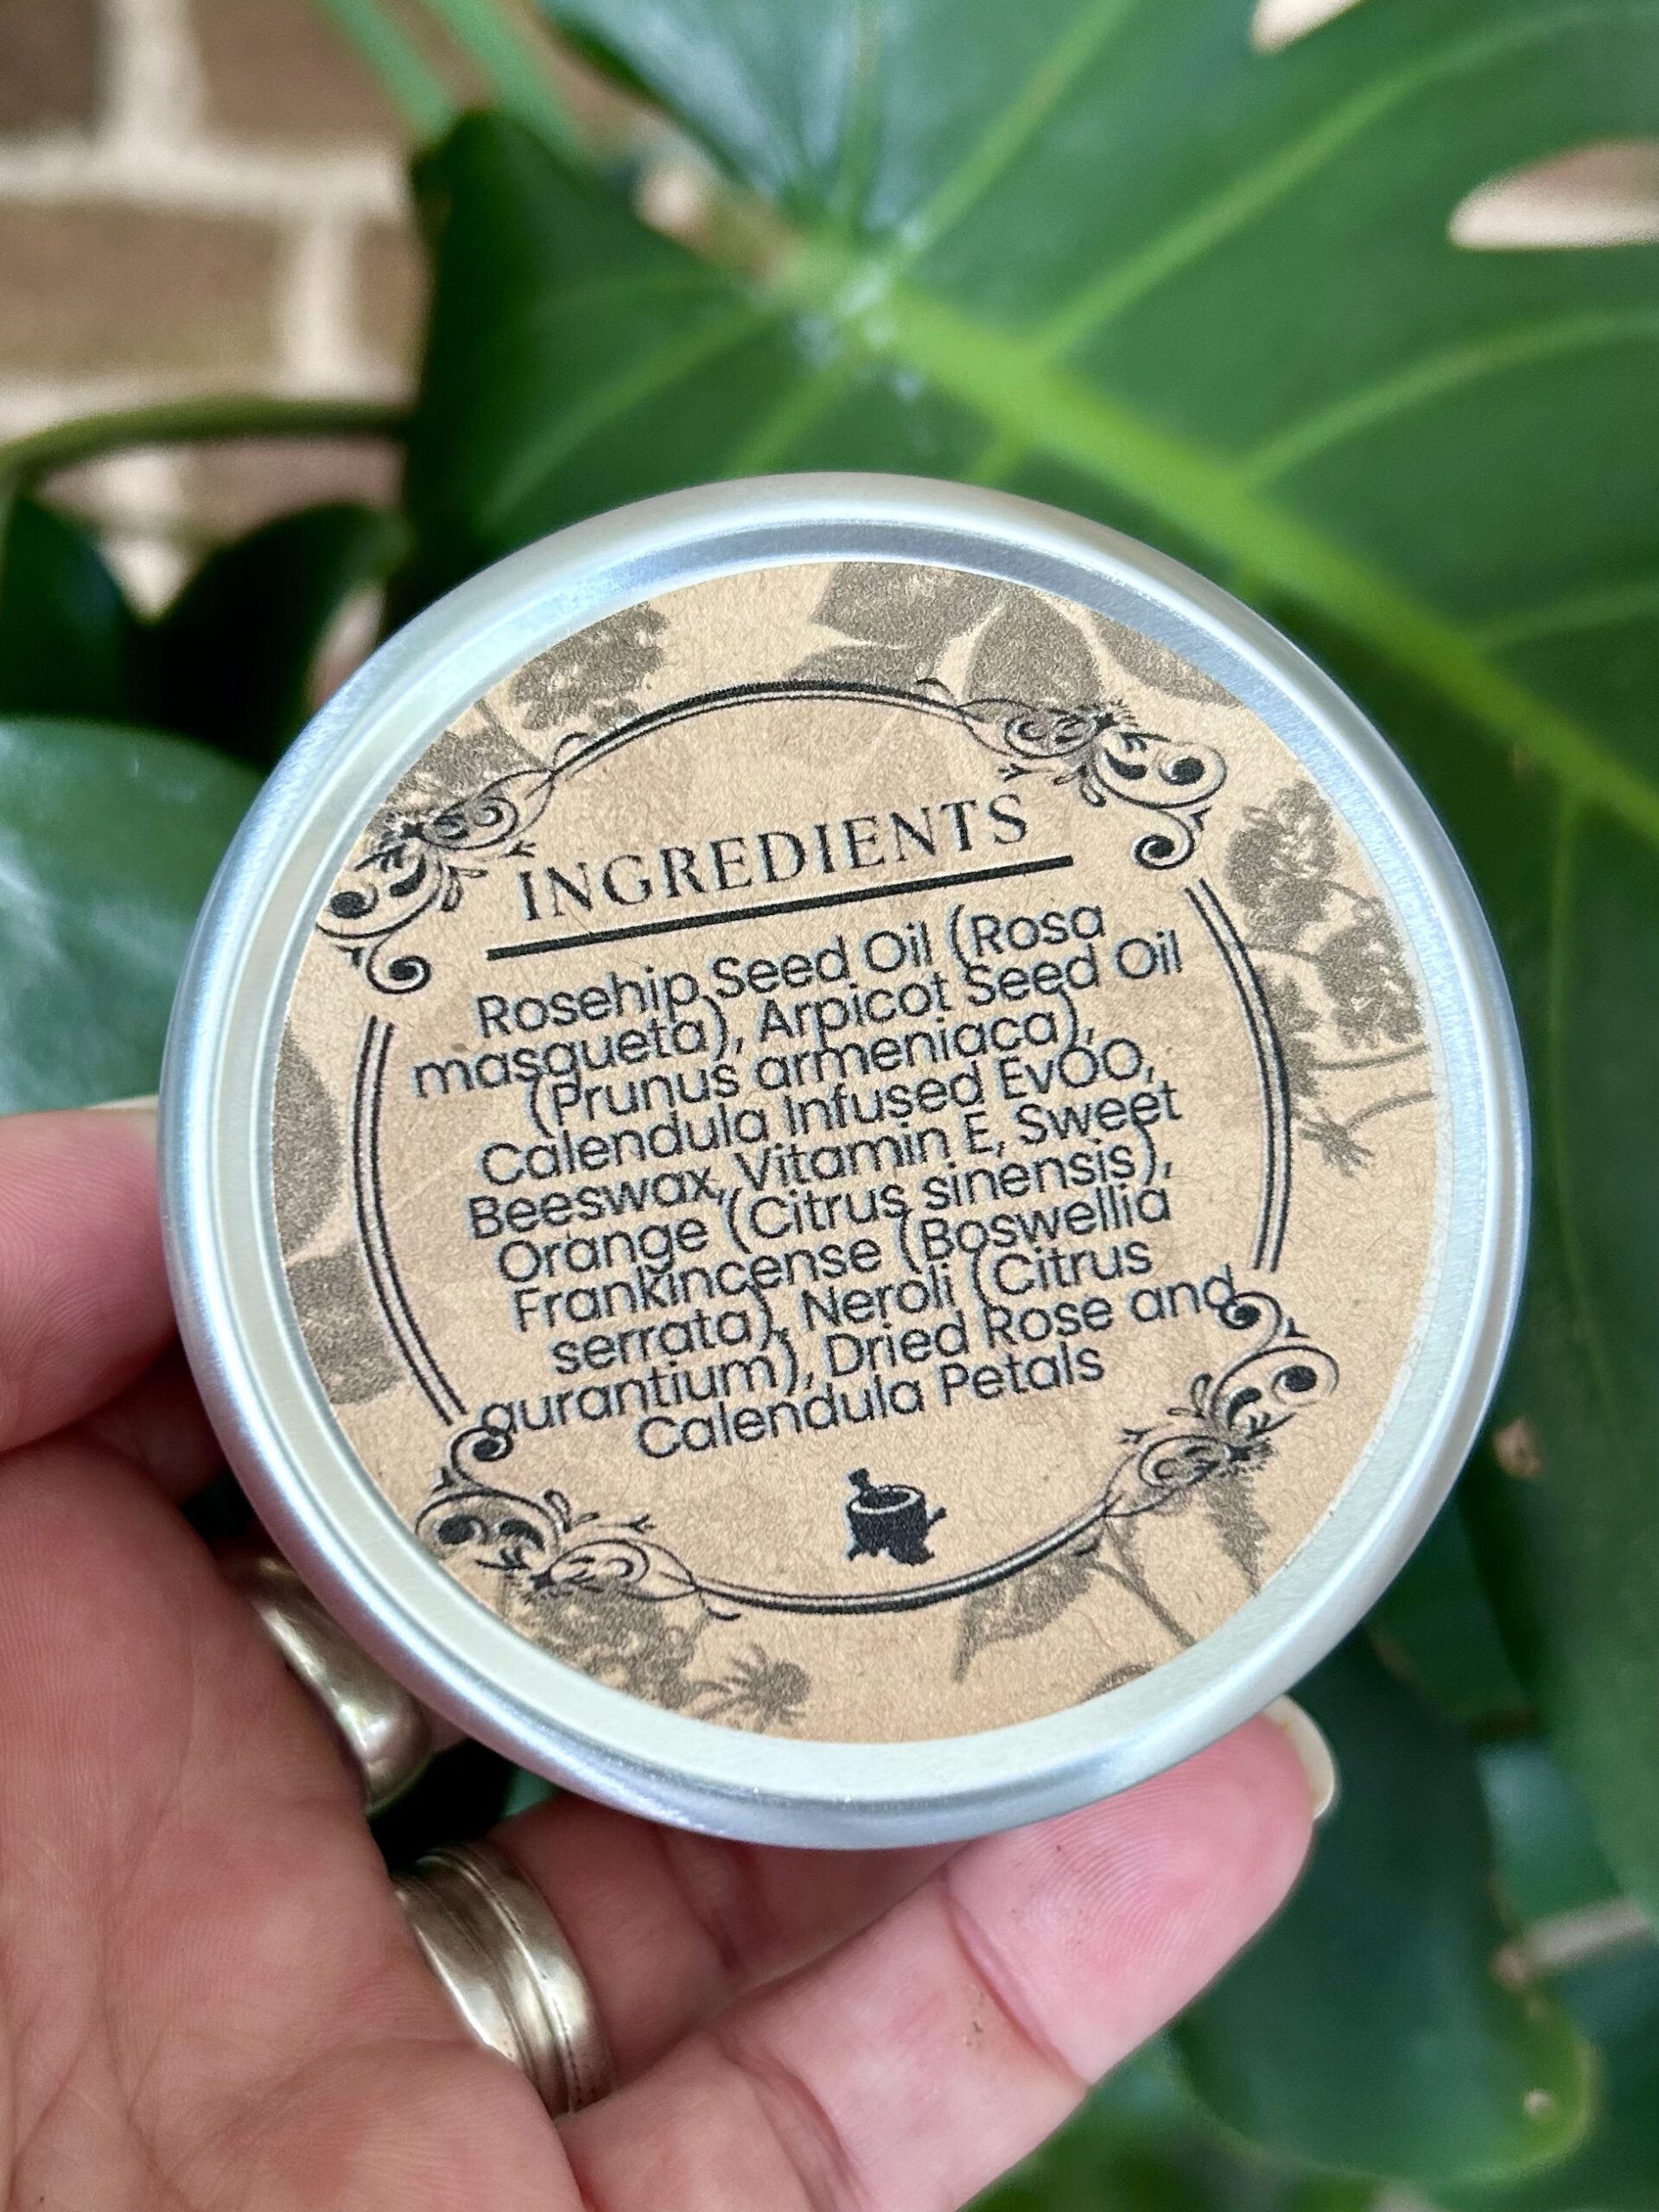 INGREDIENTS
Rosehip Seed Oil (Rosa
masqueta), Arpicot Seed Oil
(Prunus armeniaca),
Calendula Infused EvOO,
Beeswax, Vitamin E, Sweet
Orange (Citrus sinensis),
Frankincense (Boswellia
serrata), Neroli (Citrus
aurantium), Dried Rose and
Calendula Petals